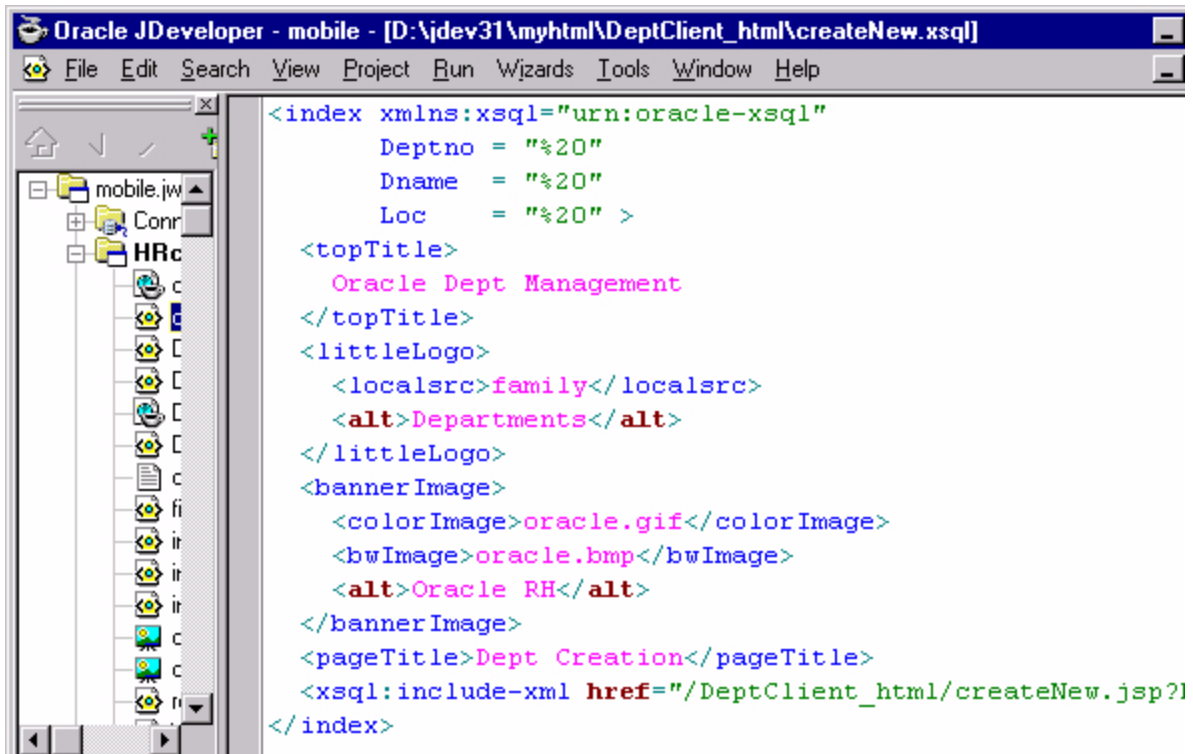 Oracle JDeveloper - mobile - [D:\jdev31\myhtml\DeptClient_html\createNew.xsql]
File Edit Search View Project Run Wizards Tools Window Help
<index xmlns:xsql="urn:oracle-xsql"
Deptno = "%20"
Dname = "%20"
Loc = "%20" >
<topTitle>
Oracle Dept Management
</topTitle>
<littleLogo>
<localsrc>family</localsrc>
<alt>Departments</alt>
</littleLogo>
<bannerImage>
<colorImage>oracle.gif</colorImage>
<bwImage>oracle.bmp</bwImage>
<alt>Oracle RH</alt>
</bannerImage>
<pageTitle>Dept Creation</pageTitle>
<xsql:include-xml href="/DeptClient_html/createNew.jsp?
</index>
mobile.jw
HRc